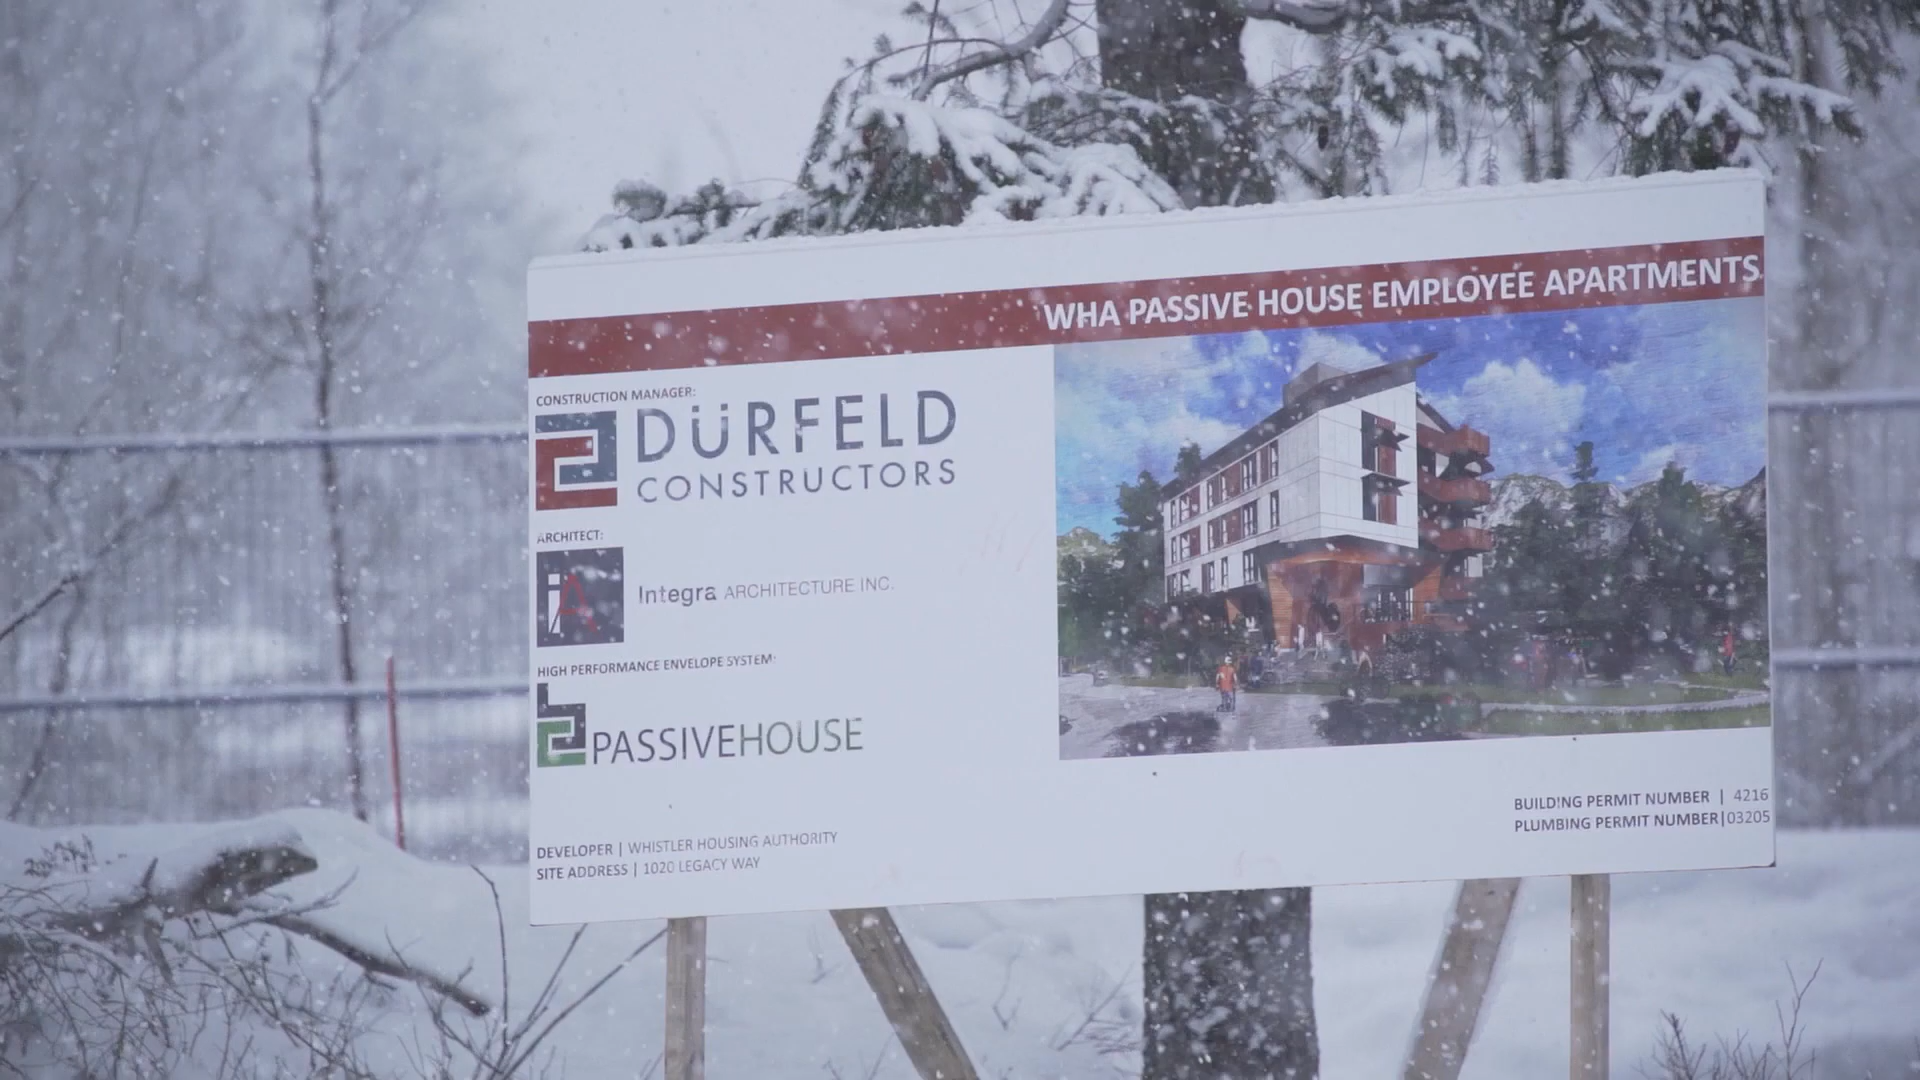 WHA PASSIVE HOUSE EMPLOYEE APARTMENTS
CONSTRUCTION MANAGER:
DÜRFELD
CONSTRUCTORS
ARCHITECT:
iA
Integra ARCHITECTURE INC.
HIGH PERFORMANCE ENVELOPE SYSTEM:
PASSIVEHOUSE
DEVELOPER | WHISTLER HOUSING AUTHORITY
SITE ADDRESS | 1020 LEGACY WAY
BUILDING PERMIT NUMBER | 4216
PLUMBING PERMIT NUMBER|03205